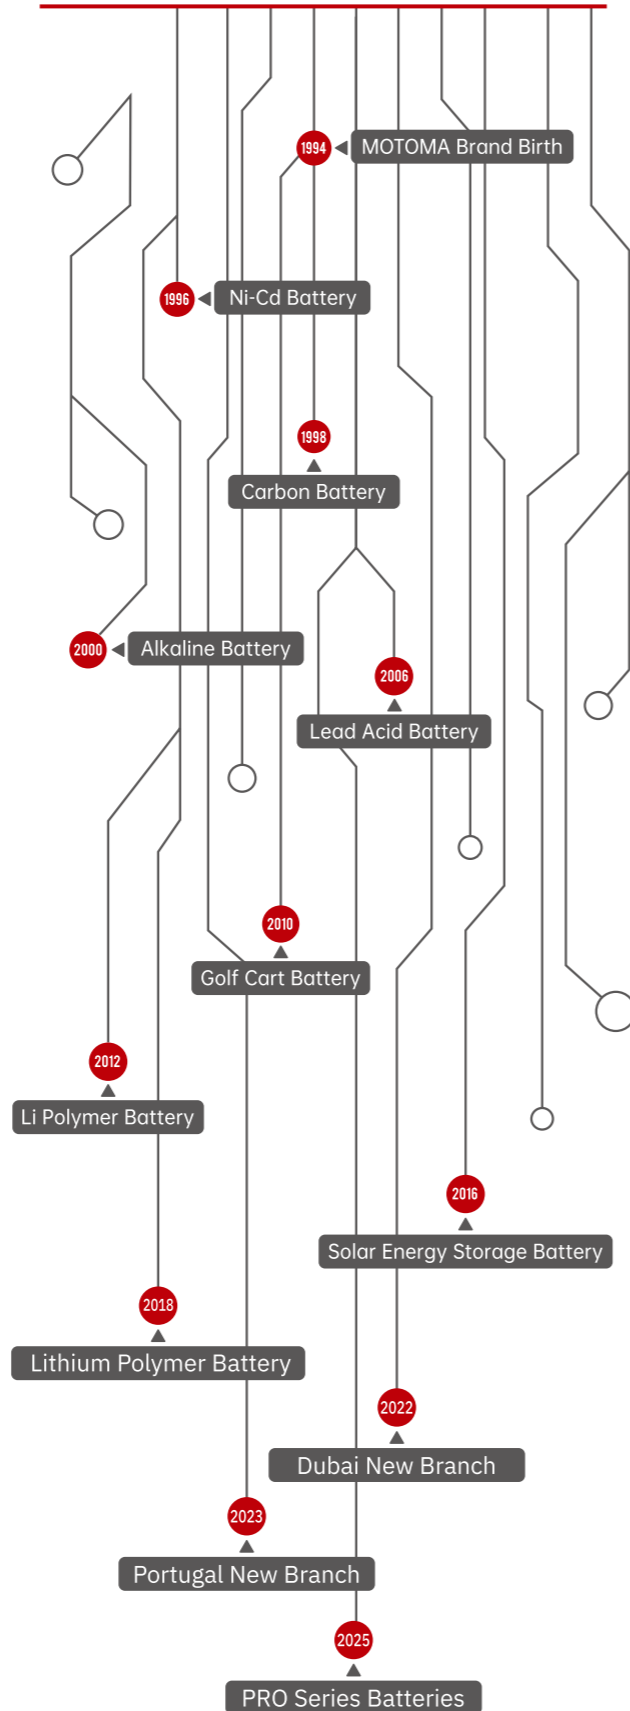 1994
MOTOMA Brand Birth
1996
Ni-Cd Battery
1998
Carbon Battery
2000
Alkaline Battery
2006
Lead Acid Battery
2010
Golf Cart Battery
2012
Li Polymer Battery
2016
Solar Energy Storage Battery
2018
Lithium Polymer Battery
2022
Dubai New Branch
2023
Portugal New Branch
2025
PRO Series Batteries